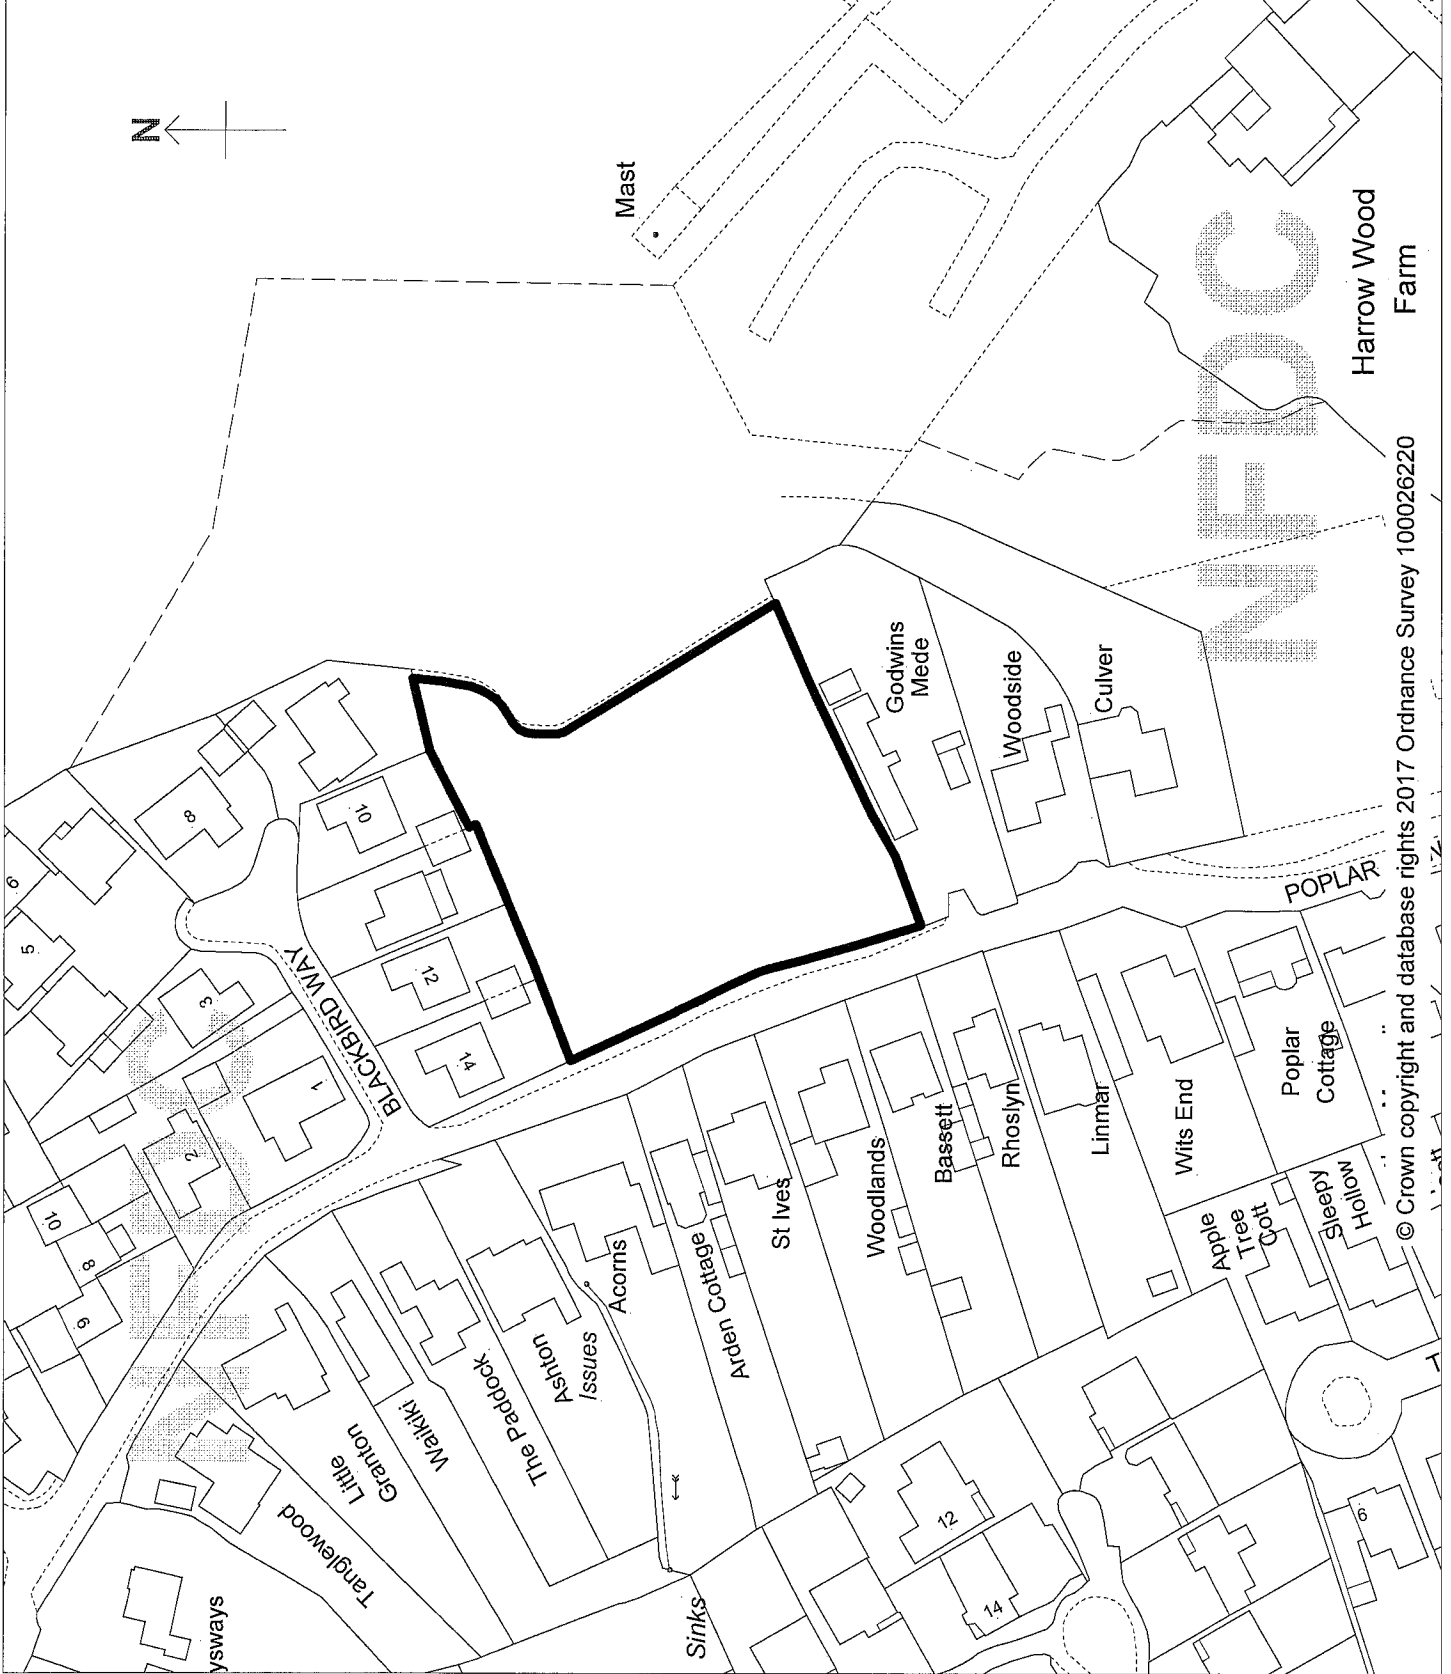 N
Mast
NFDC
Harrow Wood
Farm
6
5
8
10
3
BLACKBIRD WAY
12
14
1
2
10
8
6
NFDC
Godwins
Mede
Woodside
Culver
POPLAR
Tanglewood
Little
Granton
Waikiki
The Paddock
Ashton
Issues
Acorns
Arden Cottage
St Ives
Woodlands
Bassett
Rhoslyn
Linmar
Wits End
Poplar
Cottage
Apple
Tree
Cott
Sleepy
Hollow
ysways
Sinks
12
14
6
T
© Crown copyright and database rights 2017 Ordnance Survey 100026220